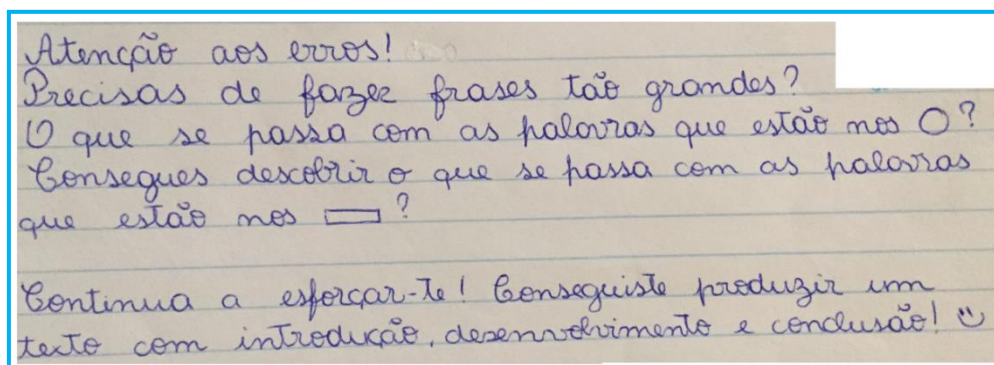 Atenção aos erros!
Precisas de fazer frases tão grandes?
O que se passa com as palavras que estão nos O?
Consegues descobrir o que se passa com as palavras
que estão nos ▭?
Continua a esforçar-te! Conseguiste produzir um
texto com introdução, desenvolvimento e conclusão! ☺